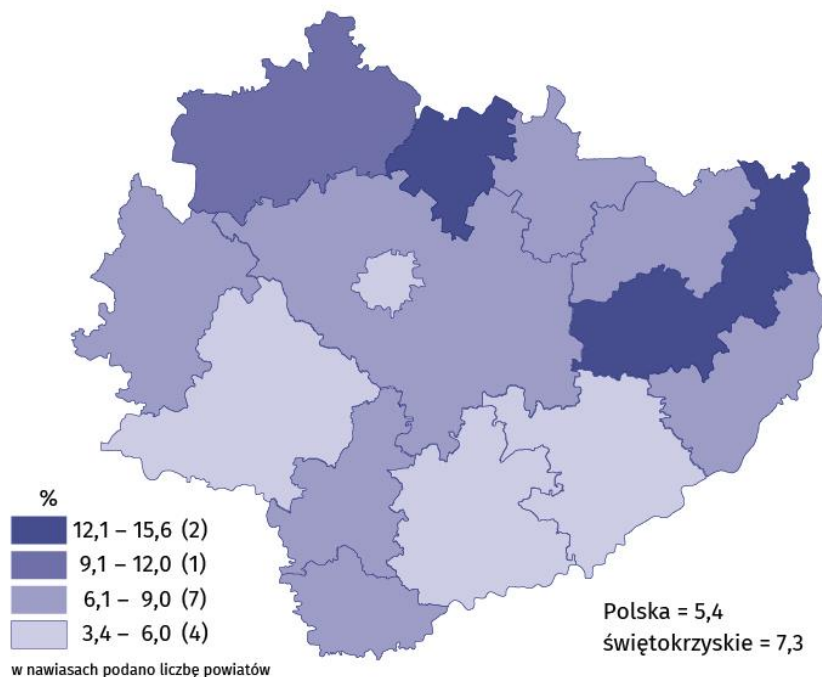 %
12,1 – 15,6 (2)
9,1 – 12,0 (1)
6,1 – 9,0 (7)
3,4 – 6,0 (4)
w nawiasach podano liczbę powiatów
Polska = 5,4
świętokrzyskie = 7,3